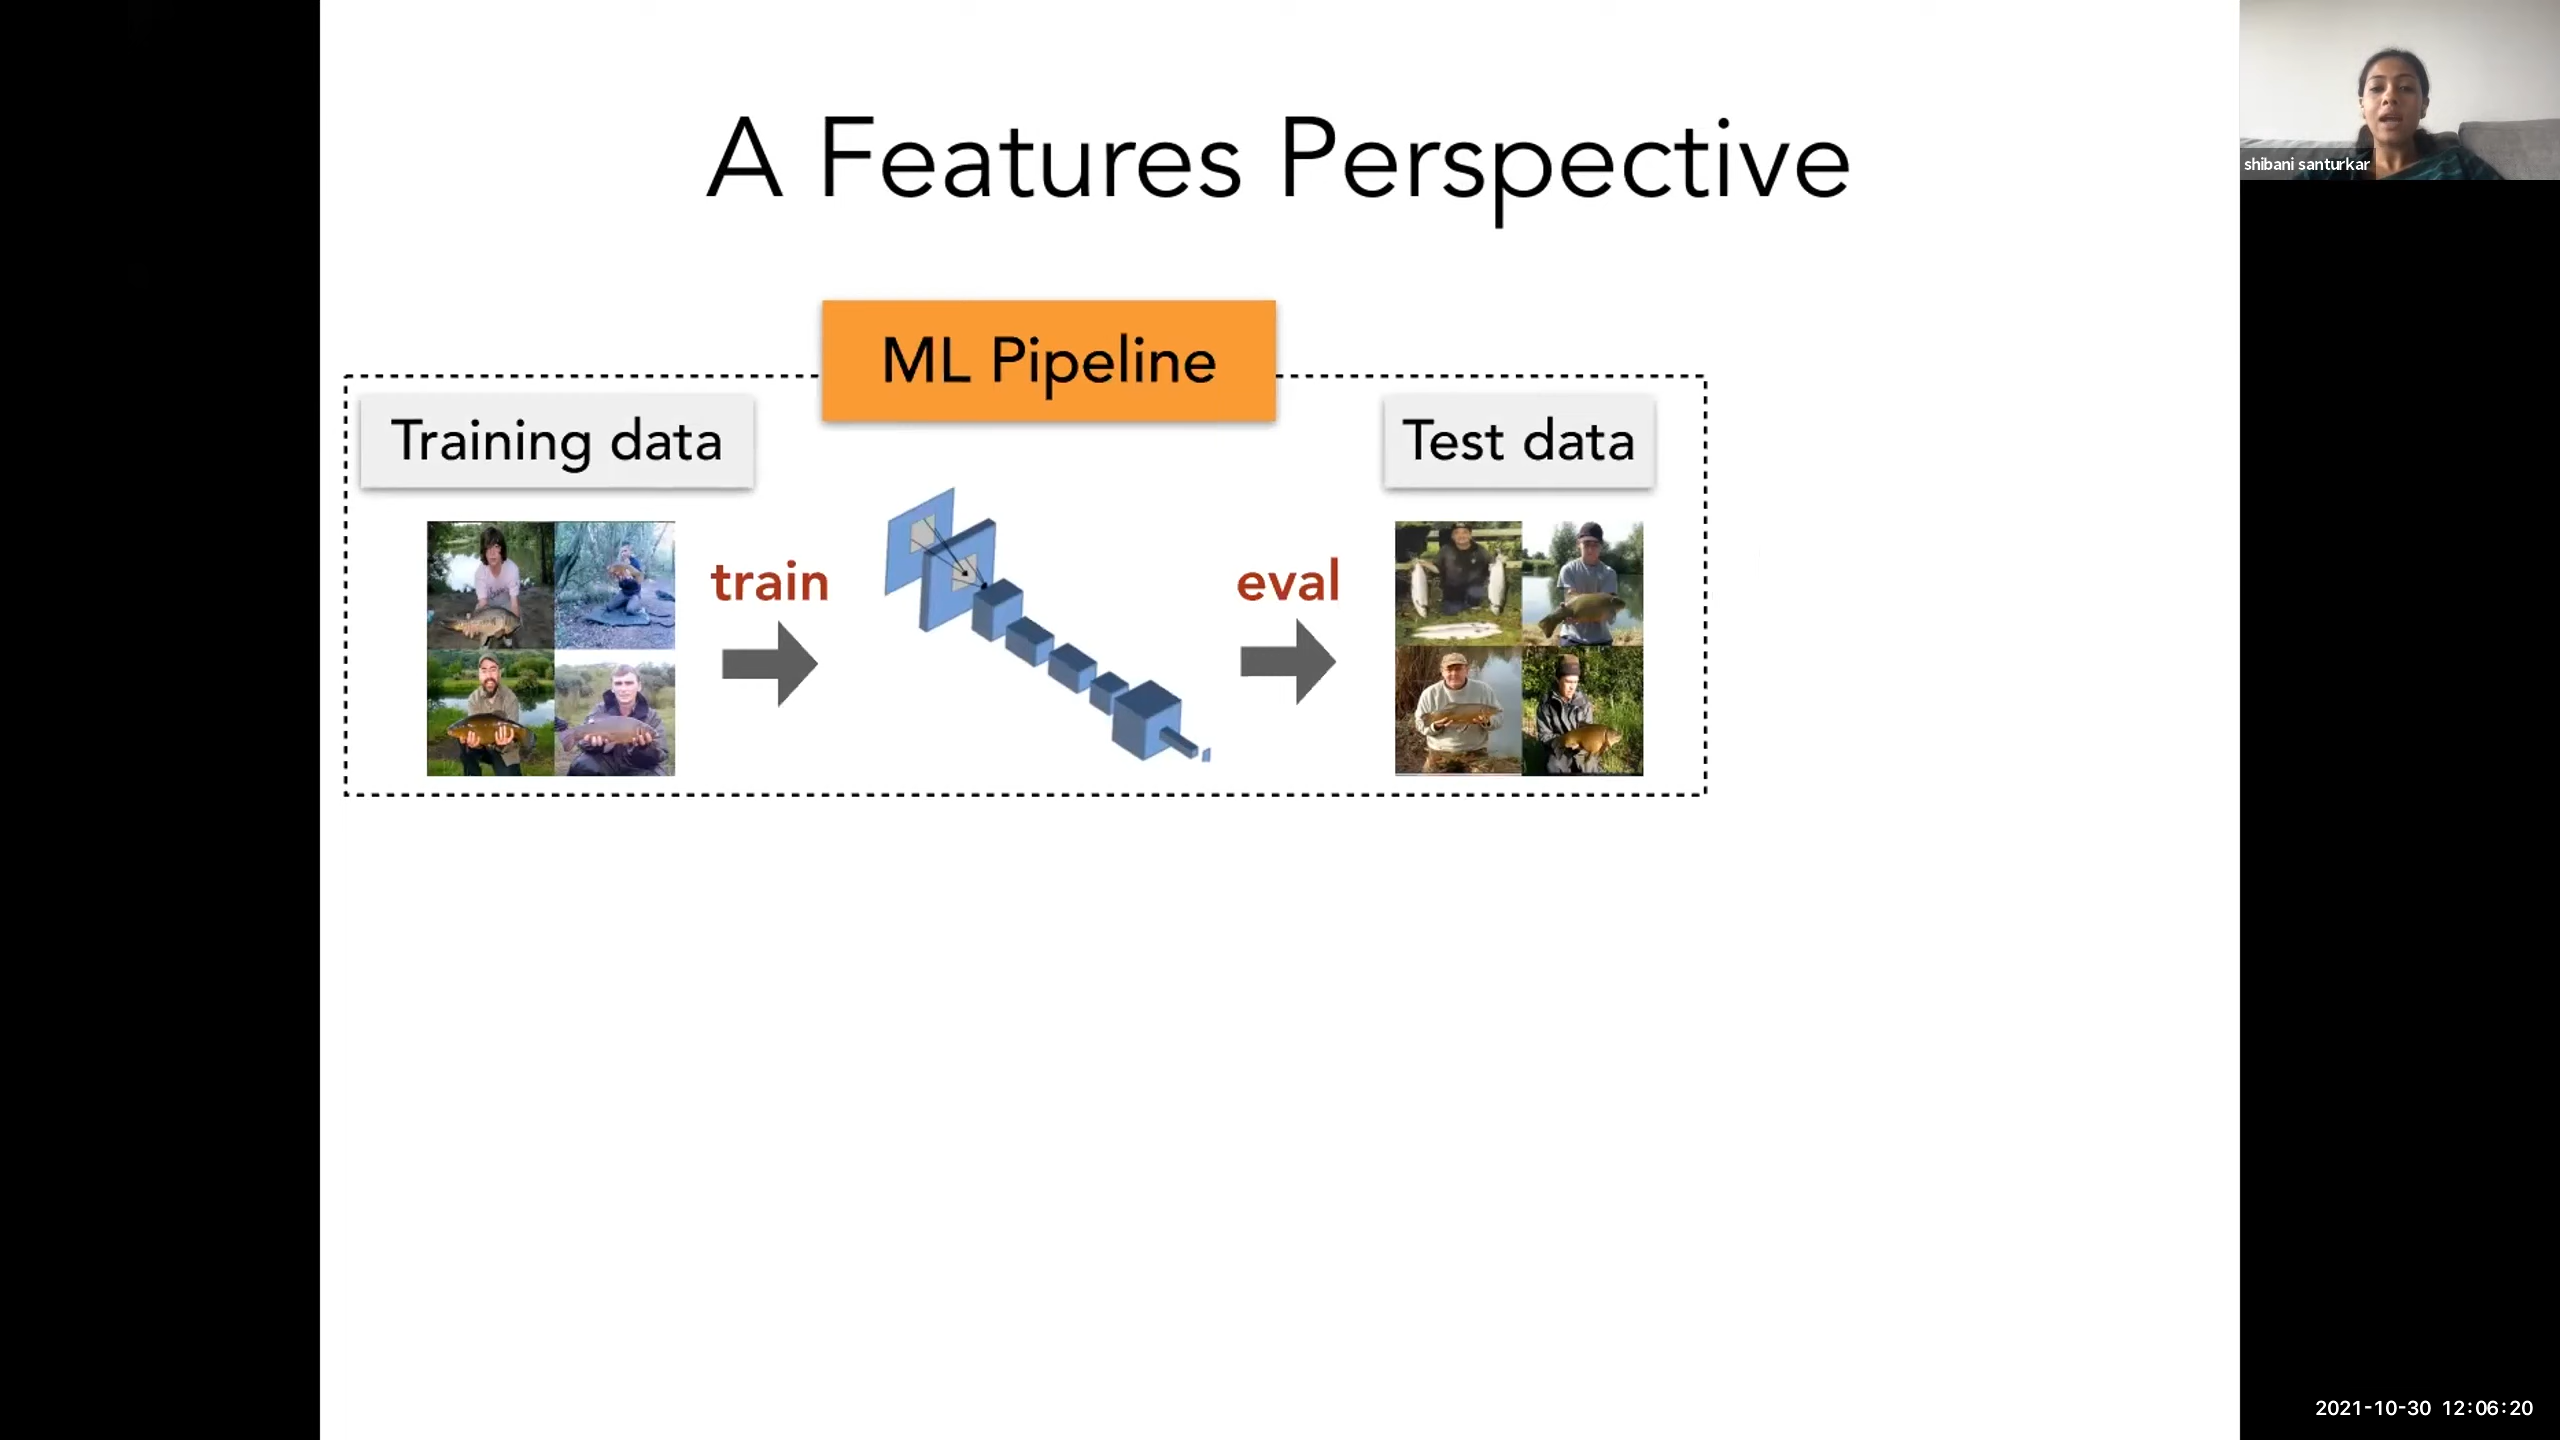 A Features Perspective
shibani santurkar
ML Pipeline
Training data
Test data
train
eval
2021-10-30 12:06:20